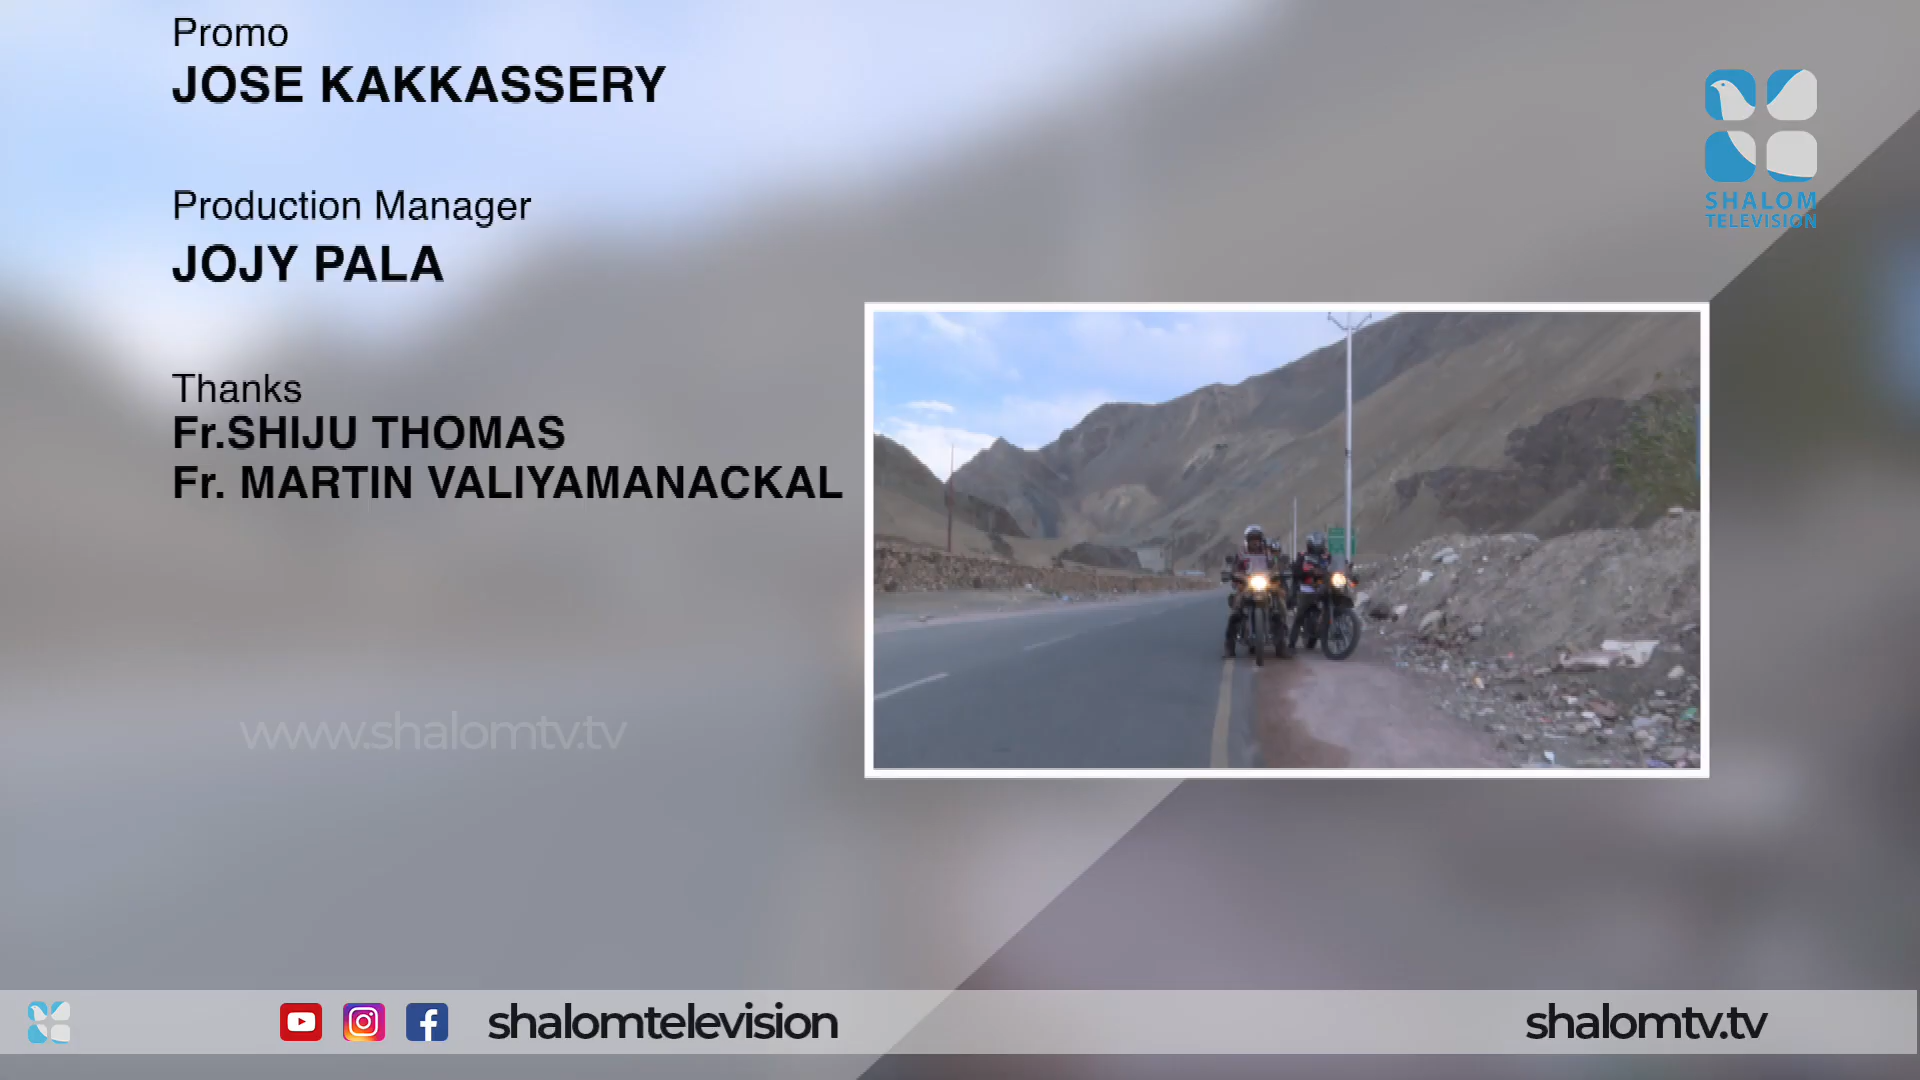 Promo
JOSE KAKKASSERY
Production Manager
JOJY PALA
Thanks
Fr.SHIJU THOMAS
Fr. MARTIN VALIYAMANACKAL
SHALOM
TELEVISION
www.shalomtv.tv
shalomtelevision
shalomtv.tv